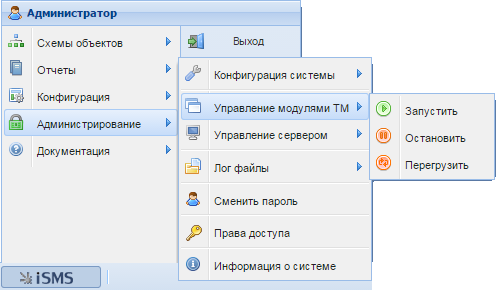 Администратор
Схемы объектов
Отчеты
Конфигурация
Администрирование
Документация
Выход
Конфигурация системы
Управление модулями ТМ
Управление сервером
Лог файлы
Сменить пароль
Права доступа
Информация о системе
Запустить
Остановить
Перегрузить
iSMS